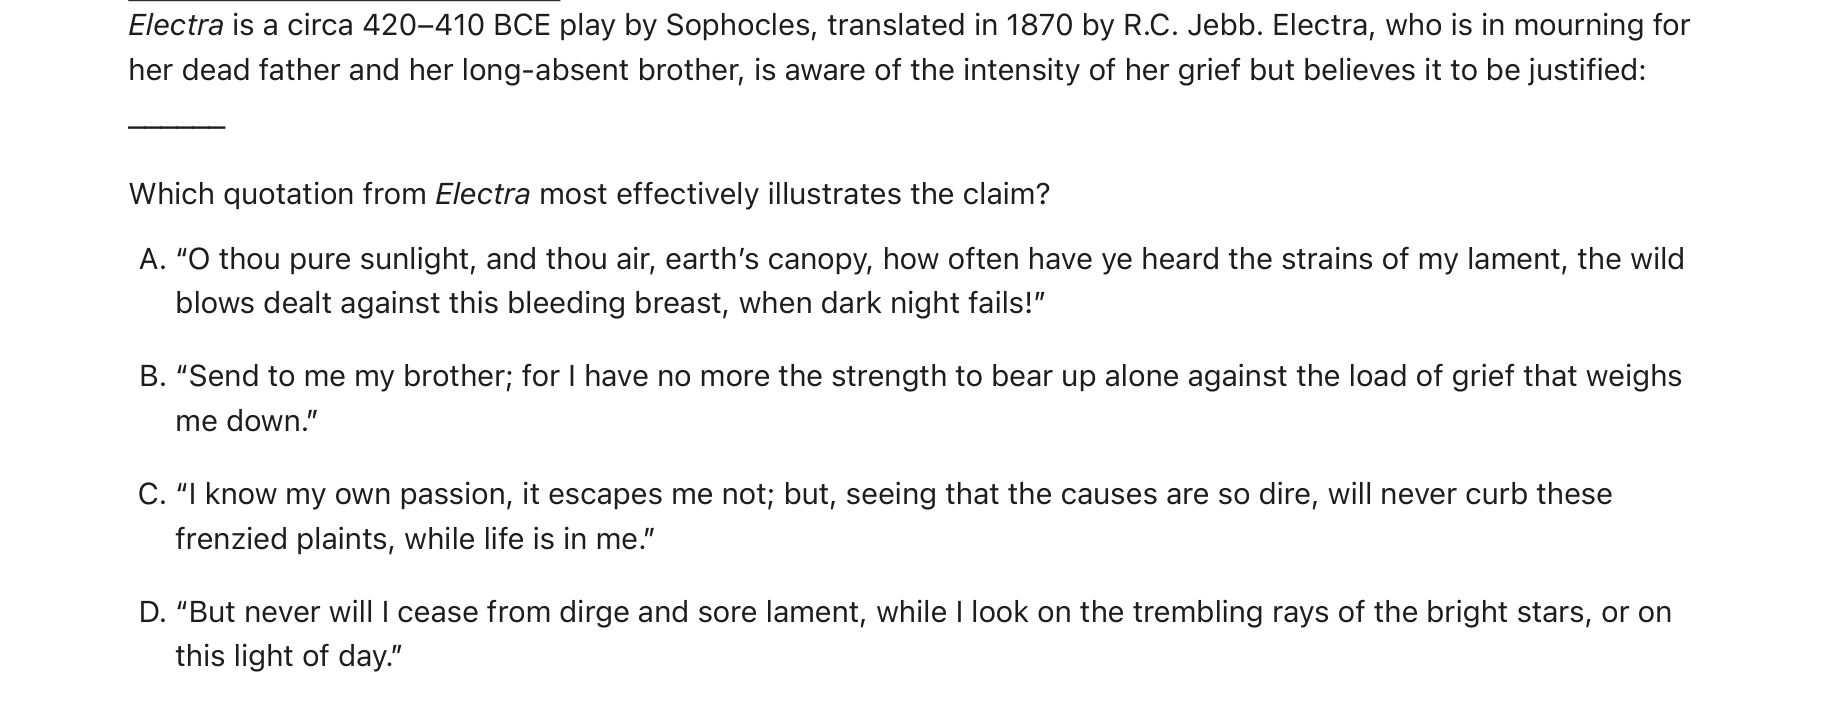 Electra is a circa 420–410 BCE play by Sophocles, translated in 1870 by R.C. Jebb. Electra, who is in mourning for
her dead father and her long-absent brother, is aware of the intensity of her grief but believes it to be justified:
______
Which quotation from Electra most effectively illustrates the claim?
A. “O thou pure sunlight, and thou air, earth’s canopy, how often have ye heard the strains of my lament, the wild
blows dealt against this bleeding breast, when dark night fails!”
B. “Send to me my brother; for I have no more the strength to bear up alone against the load of grief that weighs
me down.”
C. “I know my own passion, it escapes me not; but, seeing that the causes are so dire, will never curb these
frenzied plaints, while life is in me.”
D. “But never will I cease from dirge and sore lament, while I look on the trembling rays of the bright stars, or on
this light of day.”